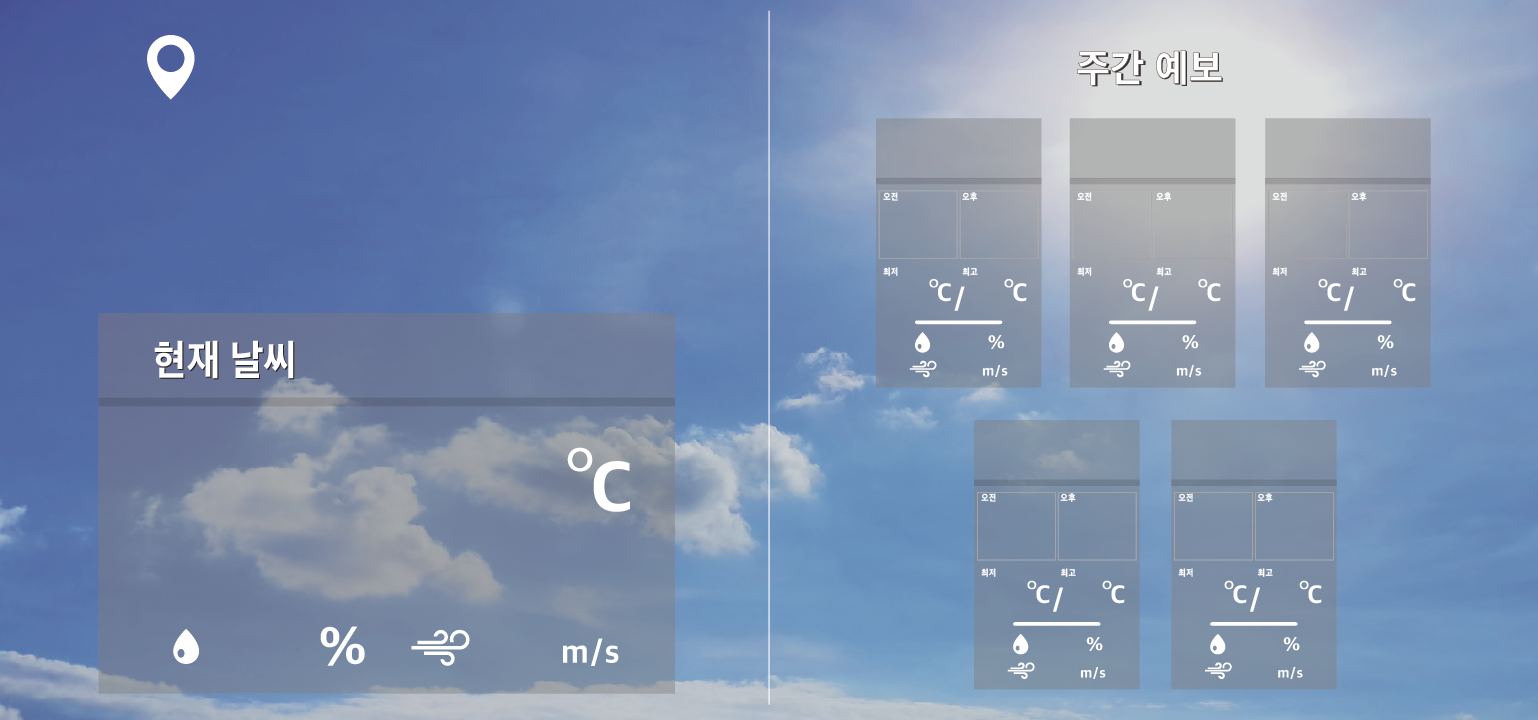 현재 날씨
℃
%
m/s
주간 예보
오전 오후
최저 최고
℃/ ℃
%
m/s
오전 오후
최저 최고
℃/ ℃
%
m/s
오전 오후
최저 최고
℃/ ℃
%
m/s
오전 오후
최저 최고
℃/ ℃
%
m/s
오전 오후
최저 최고
℃/ ℃
%
m/s